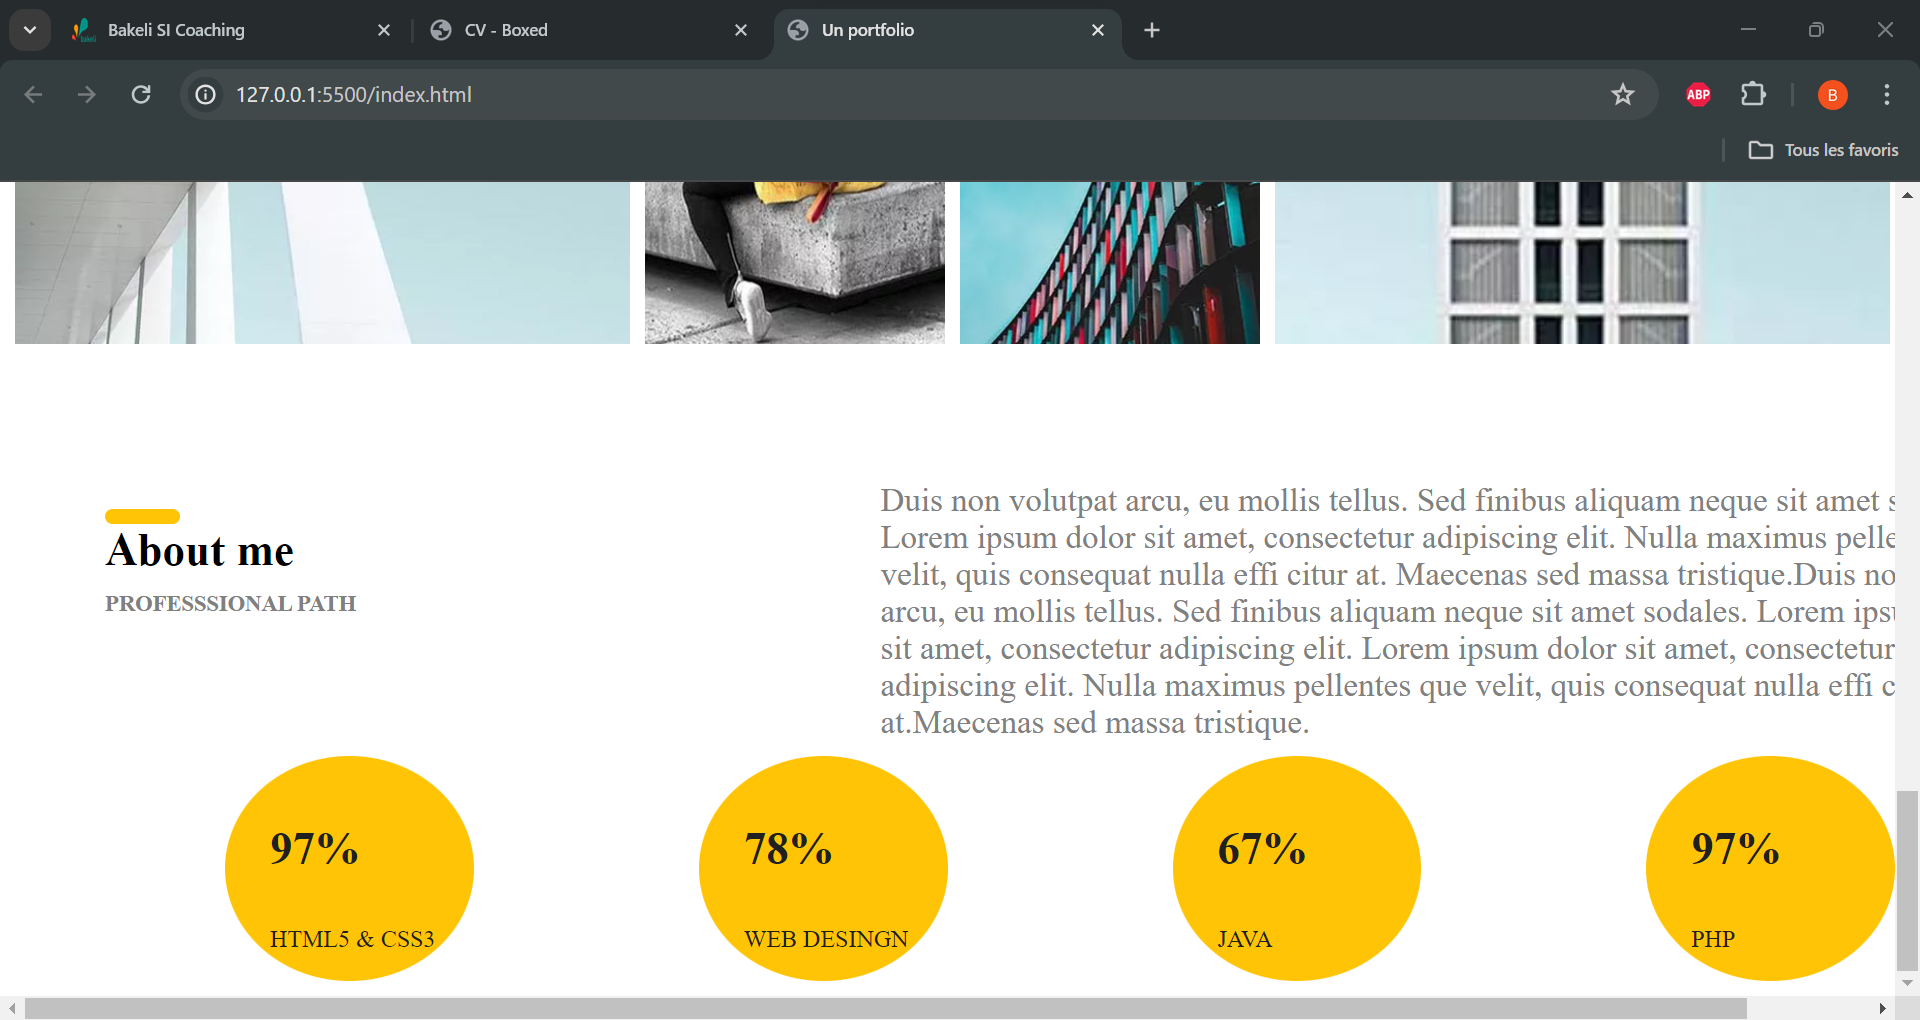 Bakeli SI Coaching
CV - Boxed
Un portfolio
127.0.0.1:5500/index.html
ABP
B
Tous les favoris
Duis non volutpat arcu, eu mollis tellus. Sed finibus aliquam neque sit amet s
Lorem ipsum dolor sit amet, consectetur adipiscing elit. Nulla maximus pelle
velit, quis consequat nulla effi citur at. Maecenas sed massa tristique.Duis no
arcu, eu mollis tellus. Sed finibus aliquam neque sit amet sodales. Lorem ips
sit amet, consectetur adipiscing elit. Lorem ipsum dolor sit amet, consectetur
adipiscing elit. Nulla maximus pellentes que velit, quis consequat nulla effi c
at.Maecenas sed massa tristique.
About me
PROFESSSIONAL PATH
97%
HTML5 & CSS3
78%
WEB DESINGN
67%
JAVA
97%
PHP